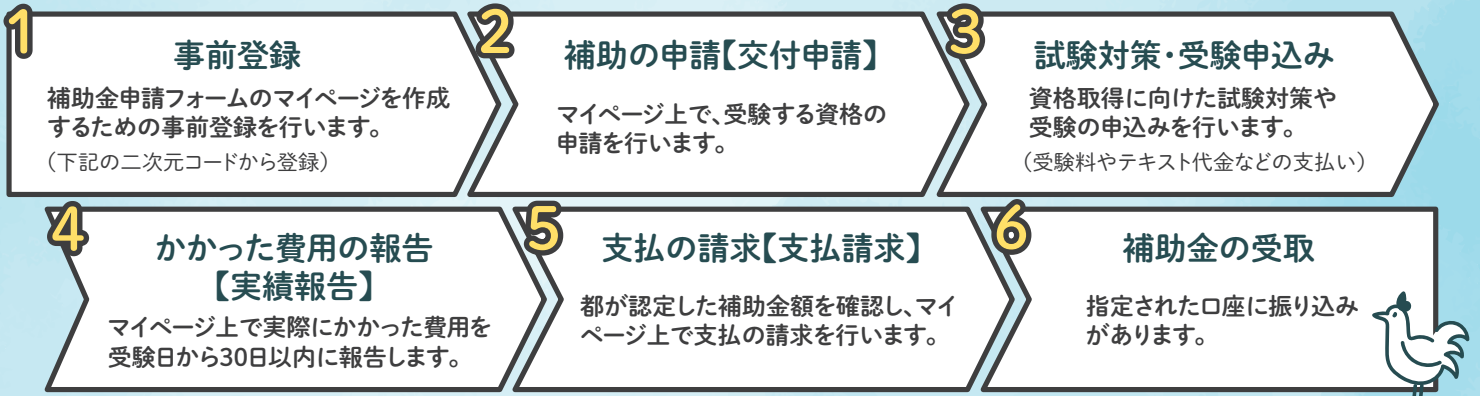 1
事前登録
補助金申請フォームのマイページを作成
するための事前登録を行います。
（下記の二次元コードから登録）
2
補助の申請【交付申請】
マイページ上で、受験する資格の
申請を行います。
3
試験対策・受験申込み
資格取得に向けた試験対策や
受験の申込みを行います。
（受験料やテキスト代金などの支払い）
4
かかった費用の報告
【実績報告】
マイページ上で実際にかかった費用を
受験日から30日以内に報告します。
5
支払の請求【支払請求】
都が認定した補助金額を確認し、マイ
ページ上で支払の請求を行います。
6
補助金の受取
指定された口座に振り込み
があります。